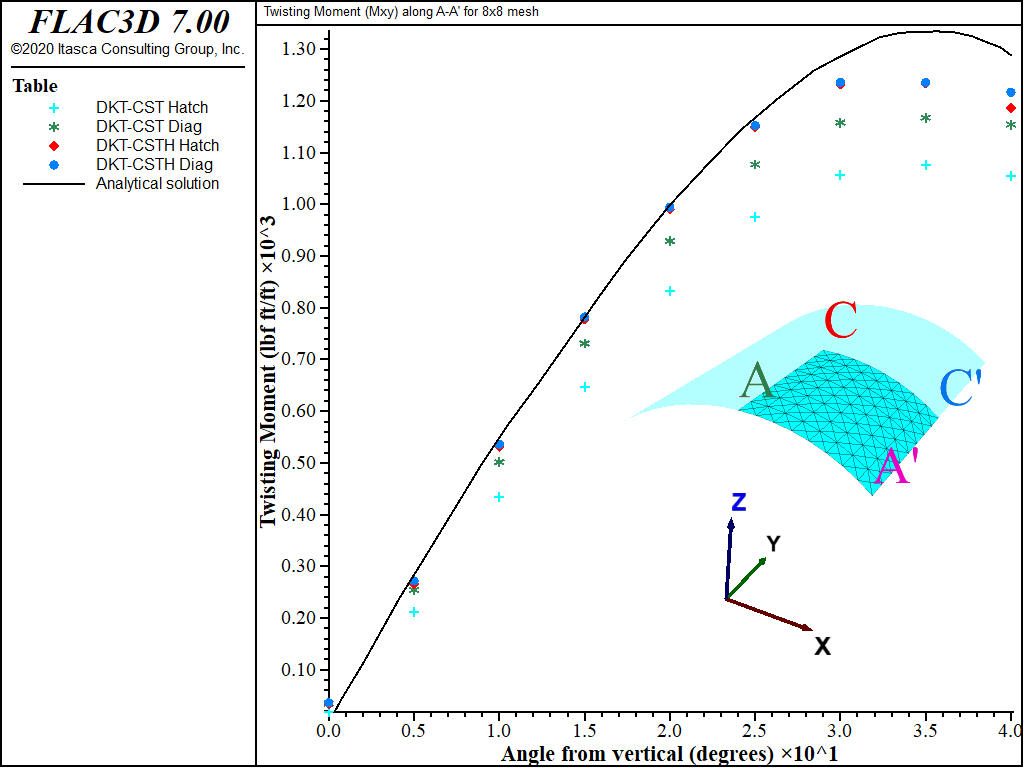 FLAC3D 7.00
©2020 Itasca Consulting Group, Inc.
Table
DKT-CST Hatch
DKT-CST Diag
DKT-CSTH Hatch
DKT-CSTH Diag
Analytical solution
Twisting Moment (Mxy) along A-A' for 8x8 mesh
Twisting Moment (lbf ft/ft) ×10^3
1.30
1.20
1.10
1.00
0.90
0.80
0.70
0.60
0.50
0.40
0.30
0.20
0.10
C
A
C'
A'
Z
Y
X
0.0 0.5 1.0 1.5 2.0 2.5 3.0 3.5 4.0
Angle from vertical (degrees) ×10^1